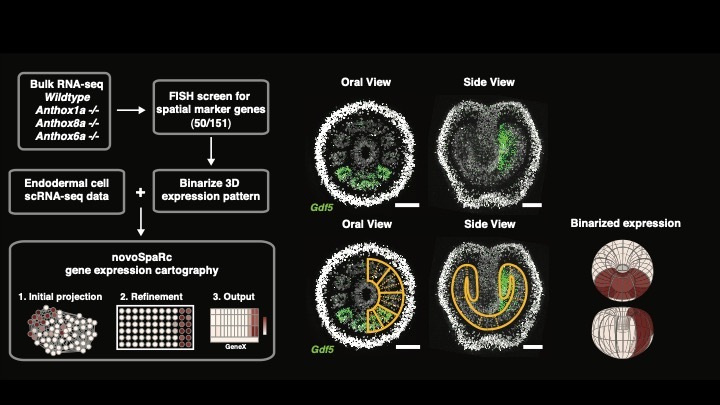 Bulk RNA-seq
Wildtype
Anthox1a -/-
Anthox8a -/-
Anthox6a -/-
FISH screen for
spatial marker genes
(50/151)
Endodermal cell
scRNA-seq data
+
Binarize 3D
expression pattern
novoSpaRc
gene expression cartography
1. Initial projection
2. Refinement
3. Output
GeneX
Oral View
Side View
Gdf5
Oral View
Side View
Gdf5
Binarized expression